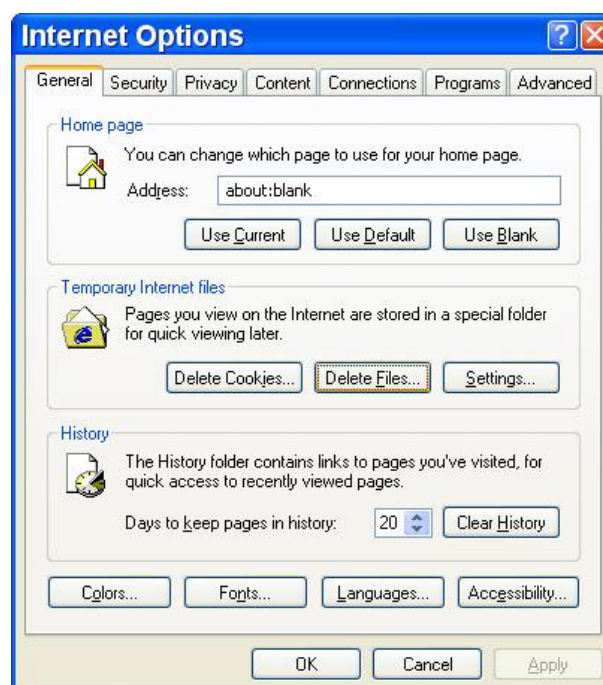 Internet Options
General Security Privacy Content Connections Programs Advanced
Home page
You can change which page to use for your home page.
Address: about:blank
Use Current Use Default Use Blank
Temporary Internet files
Pages you view on the Internet are stored in a special folder
for quick viewing later.
Delete Cookies... Delete Files... Settings...
History
The History folder contains links to pages you've visited, for
quick access to recently viewed pages.
Days to keep pages in history: 20 Clear History
Colors... Fonts... Languages... Accessibility...
OK Cancel Apply